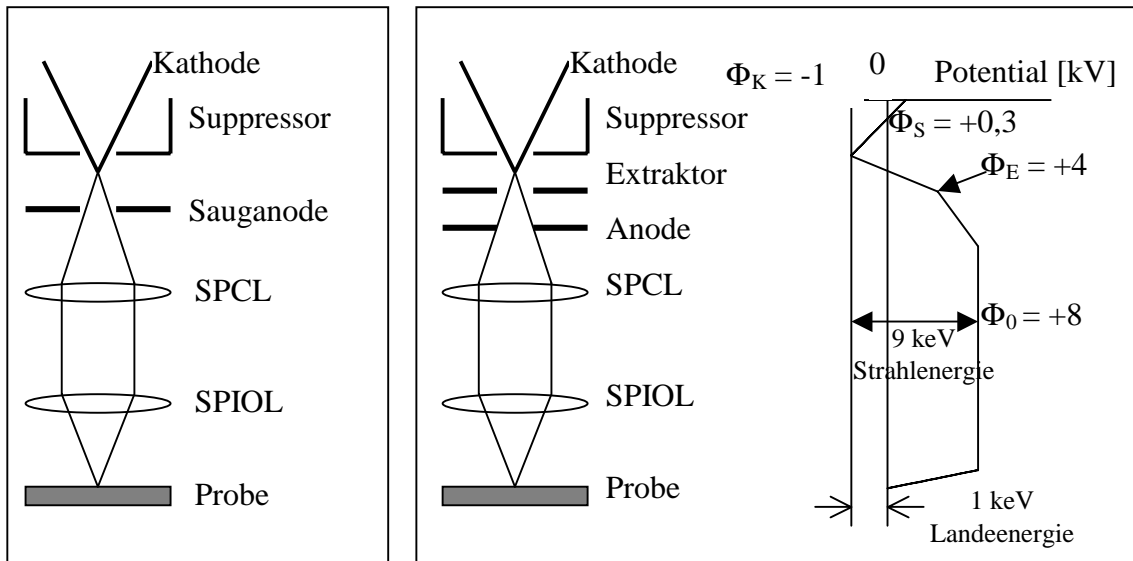 Kathode
Suppressor
Sauganode
SPCL
SPIOL
Probe
Kathode
Suppressor
Extraktor
Anode
SPCL
SPIOL
Probe
Φ_K = -1
0
Potential [kV]
Φ_S = +0,3
Φ_E = +4
Φ_0 = +8
9 keV
Strahlenergie
1 keV
Landeenergie